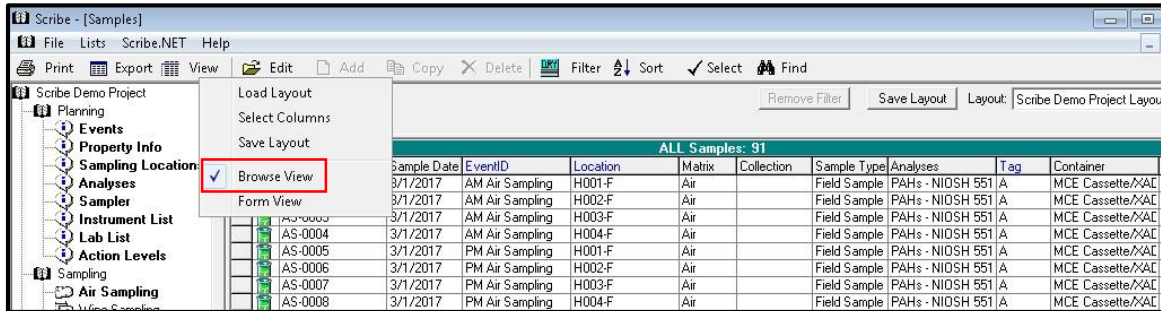 Scribe - [Samples]
File Lists Scribe.NET Help
Print Export View Edit Add Copy Delete QRY Filter Sort Select Find
Scribe Demo Project
Planning
Events
Property Info
Sampling Location
Analyses
Sampler
Instrument List
Lab List
Action Levels
Sampling
Air Sampling
Load Layout
Select Columns
Save Layout
Browse View
Form View
Remove Filter Save Layout Layout: Scribe Demo Project Layou
ALL Samples: 91
Sample Date EventID Location Matrix Collection Sample Type Analyses Tag Container
3/1/2017 AM Air Sampling H001-F Air Field Sample PAHs - NIOSH 551 A MCE Cassette/XAD
3/1/2017 AM Air Sampling H002-F Air Field Sample PAHs - NIOSH 551 A MCE Cassette/XAD
AS-0003 3/1/2017 AM Air Sampling H003-F Air Field Sample PAHs - NIOSH 551 A MCE Cassette/XAD
AS-0004 3/1/2017 AM Air Sampling H004-F Air Field Sample PAHs - NIOSH 551 A MCE Cassette/XAD
AS-0005 3/1/2017 PM Air Sampling H001-F Air Field Sample PAHs - NIOSH 551 A MCE Cassette/XAD
AS-0006 3/1/2017 PM Air Sampling H002-F Air Field Sample PAHs - NIOSH 551 A MCE Cassette/XAD
AS-0007 3/1/2017 PM Air Sampling H003-F Air Field Sample PAHs - NIOSH 551 A MCE Cassette/XAD
AS-0008 3/1/2017 PM Air Sampling H004-F Air Field Sample PAHs - NIOSH 551 A MCE Cassette/XAD